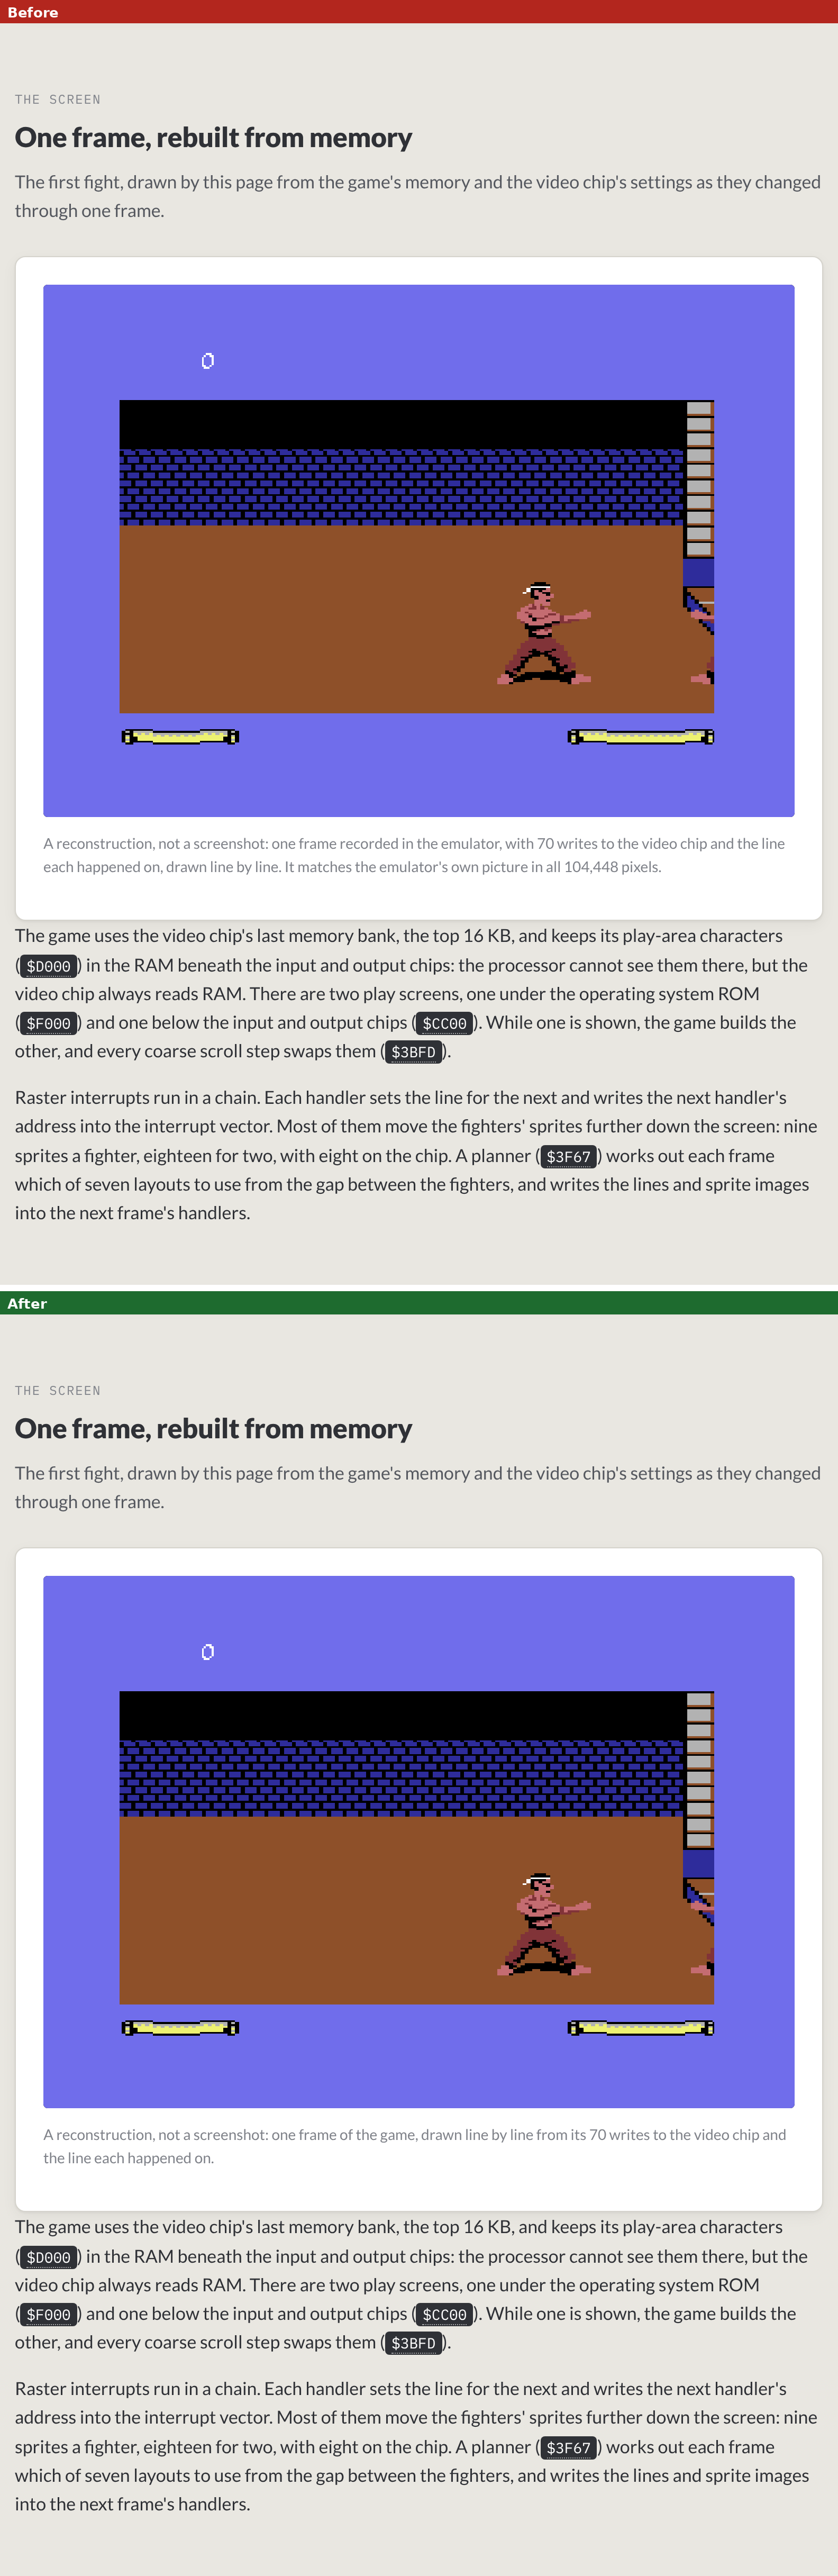 Before
THE SCREEN
One frame, rebuilt from memory
The first fight, drawn by this page from the game's memory and the video chip's settings as they changed
through one frame.
0
A reconstruction, not a screenshot: one frame recorded in the emulator, with 70 writes to the video chip and the line
each happened on, drawn line by line. It matches the emulator's own picture in all 104,448 pixels.
The game uses the video chip's last memory bank, the top 16 KB, and keeps its play-area characters
($D000) in the RAM beneath the input and output chips: the processor cannot see them there, but the
video chip always reads RAM. There are two play screens, one under the operating system ROM
($F000) and one below the input and output chips ($CC00). While one is shown, the game builds the
other, and every coarse scroll step swaps them ($3BFD).
Raster interrupts run in a chain. Each handler sets the line for the next and writes the next handler's
address into the interrupt vector. Most of them move the fighters' sprites further down the screen: nine
sprites a fighter, eighteen for two, with eight on the chip. A planner ($3F67) works out each frame
which of seven layouts to use from the gap between the fighters, and writes the lines and sprite images
into the next frame's handlers.
After
THE SCREEN
One frame, rebuilt from memory
The first fight, drawn by this page from the game's memory and the video chip's settings as they changed
through one frame.
0
A reconstruction, not a screenshot: one frame of the game, drawn line by line from its 70 writes to the video chip and
the line each happened on.
The game uses the video chip's last memory bank, the top 16 KB, and keeps its play-area characters
($D000) in the RAM beneath the input and output chips: the processor cannot see them there, but the
video chip always reads RAM. There are two play screens, one under the operating system ROM
($F000) and one below the input and output chips ($CC00). While one is shown, the game builds the
other, and every coarse scroll step swaps them ($3BFD).
Raster interrupts run in a chain. Each handler sets the line for the next and writes the next handler's
address into the interrupt vector. Most of them move the fighters' sprites further down the screen: nine
sprites a fighter, eighteen for two, with eight on the chip. A planner ($3F67) works out each frame
which of seven layouts to use from the gap between the fighters, and writes the lines and sprite images
into the next frame's handlers.